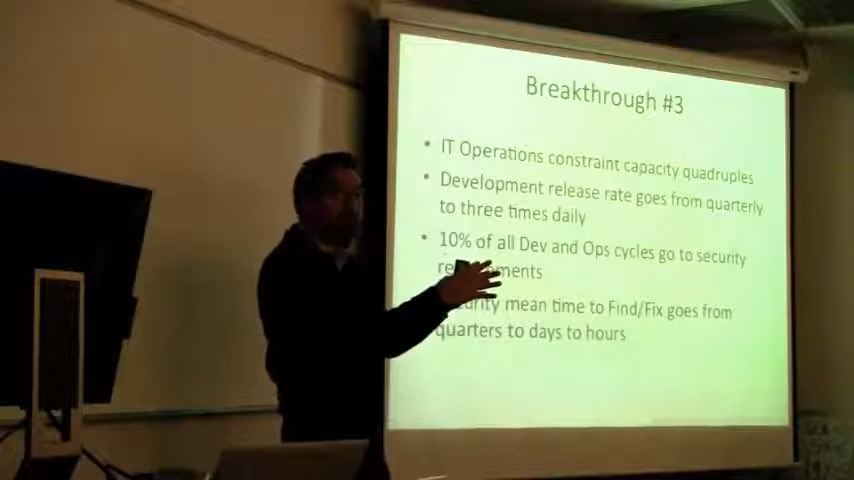 Breakthrough #3
• IT Operations constraint capacity quadruples
• Development release rate goes from quarterly
to three times daily
• 10% of all Dev and Ops cycles go to security
mean time to Find/Fix goes from
quarters to days to hours